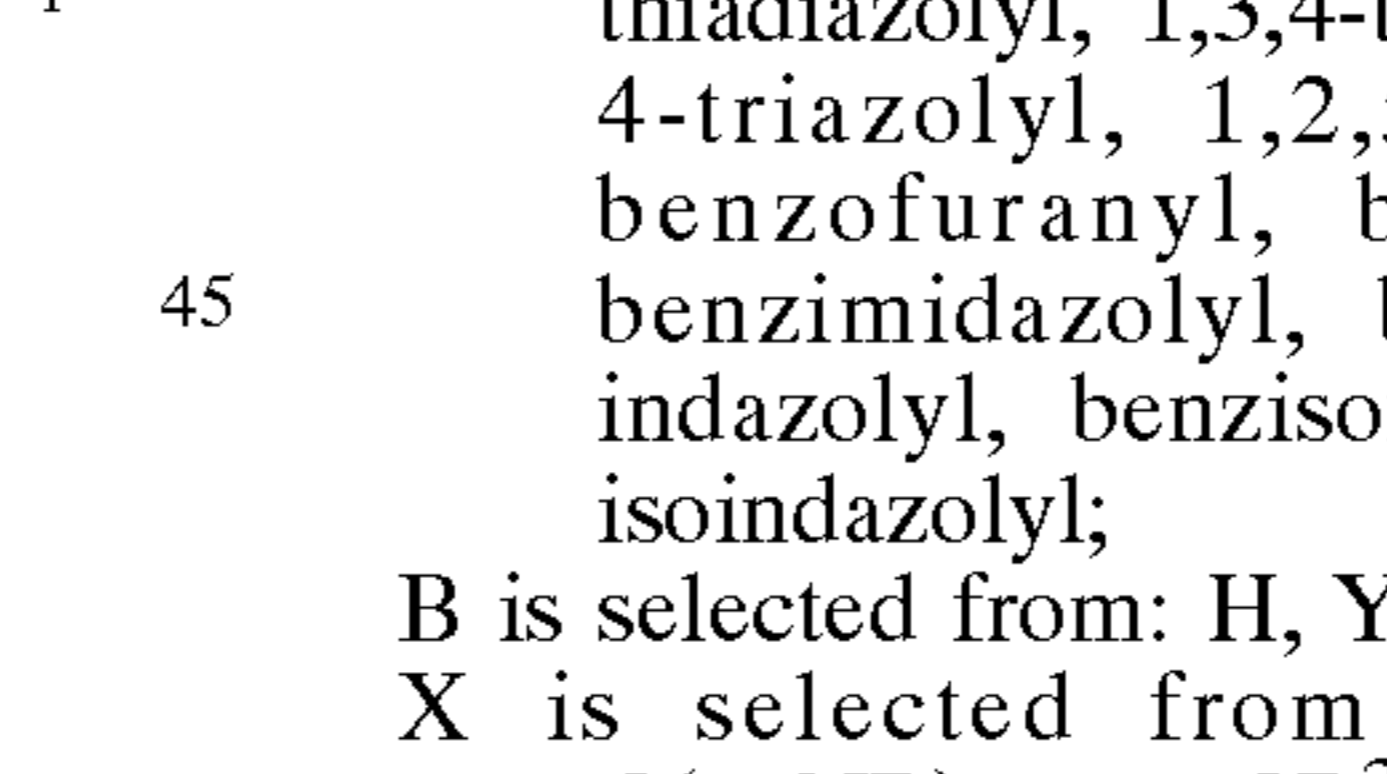 thiadiazolyl, 1,3,4-
4-triazolyl, 1,2,
benzofuranyl,
45 benzimidazolyl,
indazolyl, benziso
isoindazolyl;
B is selected from: H, Y
X is selected from